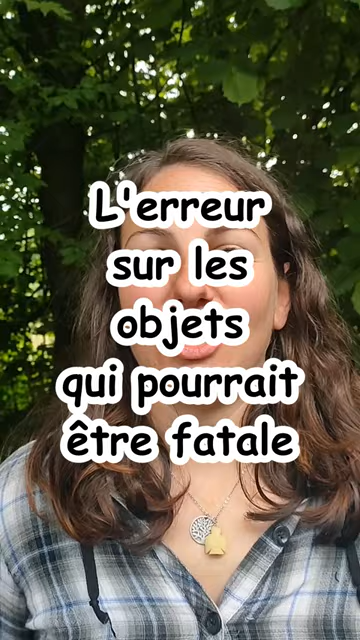 L'erreur
sur les
objets
qui pourrait
être fatale